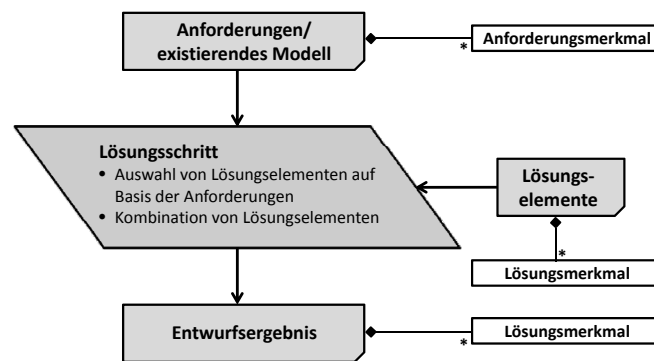 Anforderungen/
existierendes Modell
*
Anforderungsmerkmal
Lösungsschritt
• Auswahl von Lösungselementen auf
Basis der Anforderungen
• Kombination von Lösungselementen
Lösungs-
elemente
*
Lösungsmerkmal
Entwurfsergebnis
*
Lösungsmerkmal